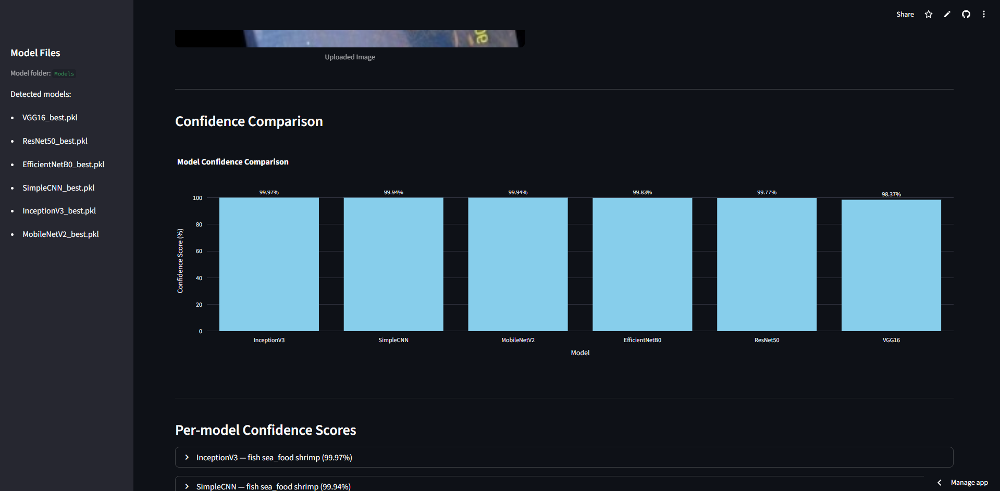 Share
Model Files
Model folder: Models
Detected models:
• VGG16_best.pkl
• ResNet50_best.pkl
• EfficientNetB0_best.pkl
• SimpleCNN_best.pkl
• InceptionV3_best.pkl
• MobileNetV2_best.pkl
Uploaded Image
Confidence Comparison
Model Confidence Comparison
Confidence Score (%)
100
80
60
40
20
0
99.97%
99.94%
99.94%
99.83%
99.77%
98.37%
InceptionV3
SimpleCNN
MobileNetV2
EfficientNetB0
ResNet50
VGG16
Model
Per-model Confidence Scores
InceptionV3 — fish sea_food shrimp (99.97%)
SimpleCNN — fish sea_food shrimp (99.94%)
Manage app